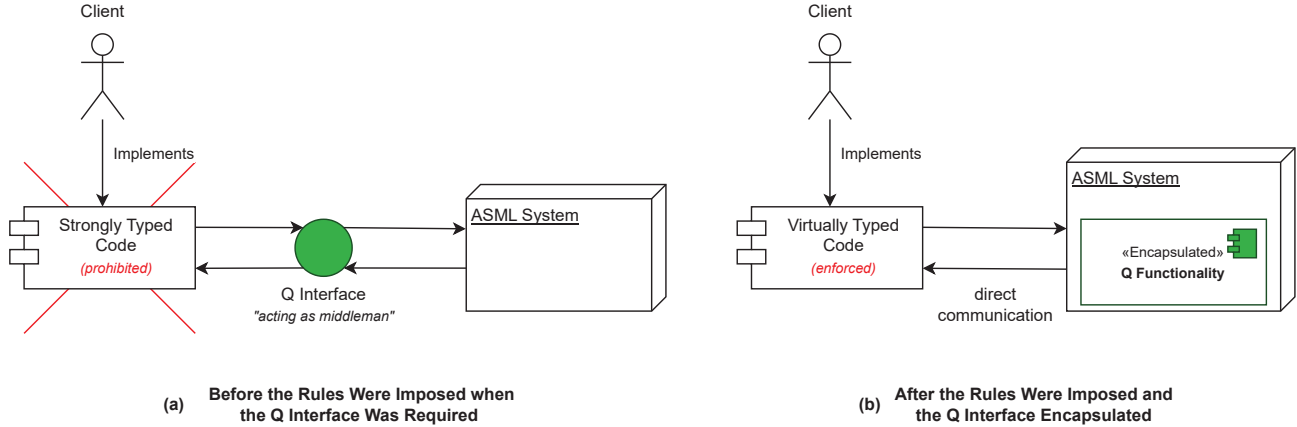 Client
Implements
Strongly Typed
Code
(prohibited)
Q Interface
"acting as middleman"
ASML System
(a) Before the Rules Were Imposed when
the Q Interface Was Required
Client
Implements
Virtually Typed
Code
(enforced)
direct
communication
ASML System
«Encapsulated»
Q Functionality
(b) After the Rules Were Imposed and
the Q Interface Encapsulated